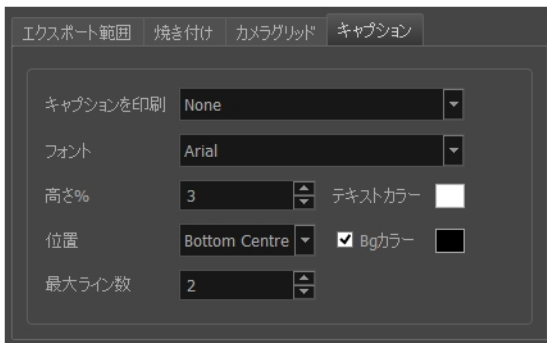 エクスポート範囲 焼き付け カメラグリッド キャプション
キャプションを印刷 None
フォント Arial
高さ% 3 テキストカラー
位置 Bottom Centre Bgカラー
最大ライン数 2